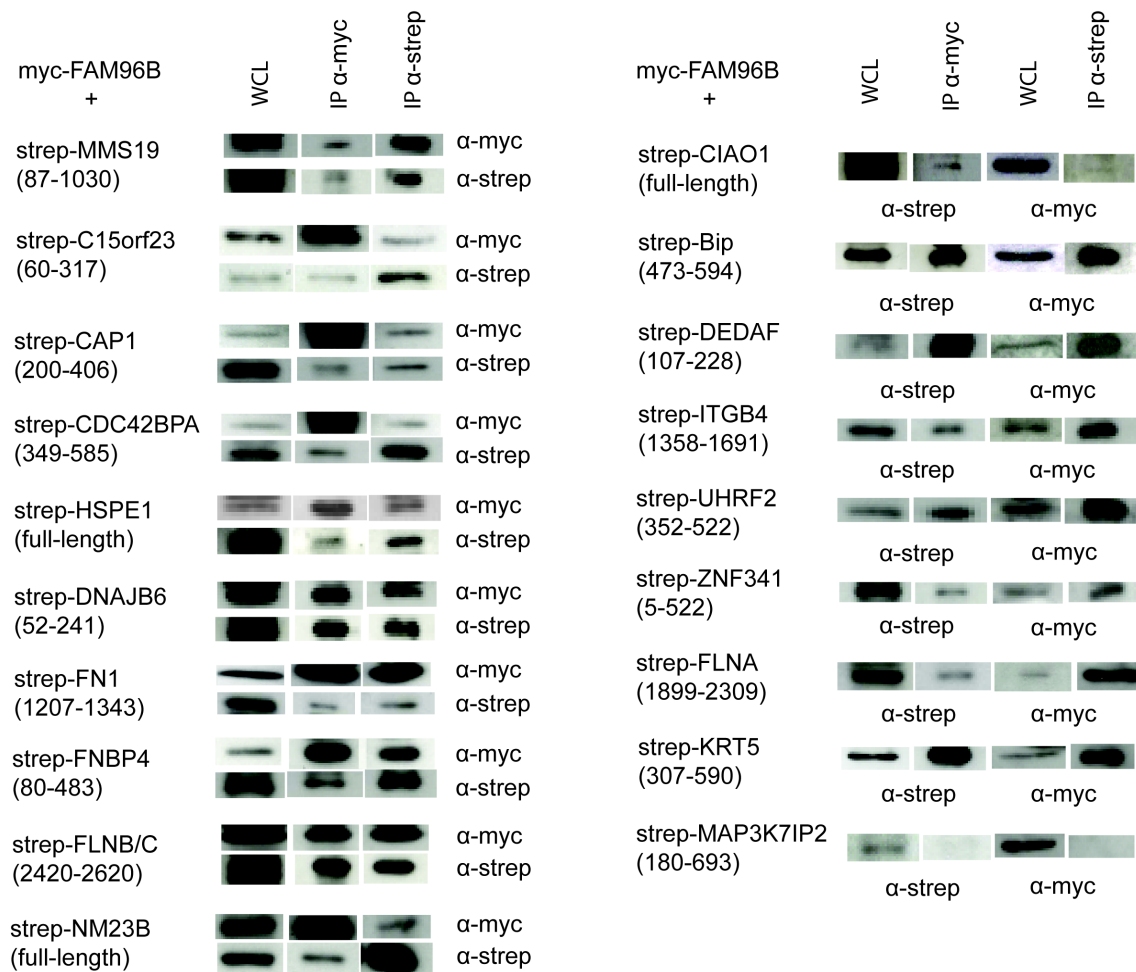 myc-FAM96B
+
WCL
IP α-myc
IP α-strep
strep-MMS19
(87-1030)
α-myc
α-strep
strep-C15orf23
(60-317)
α-myc
α-strep
strep-CAP1
(200-406)
α-myc
α-strep
strep-CDC42BPA
(349-585)
α-myc
α-strep
strep-HSPE1
(full-length)
α-myc
α-strep
strep-DNAJB6
(52-241)
α-myc
α-strep
strep-FN1
(1207-1343)
α-myc
α-strep
strep-FNBP4
(80-483)
α-myc
α-strep
strep-FLNB/C
(2420-2620)
α-myc
α-strep
strep-NM23B
(full-length)
α-myc
α-strep
myc-FAM96B
+
WCL
IP α-myc
WCL
IP α-strep
strep-CIAO1
(full-length)
α-strep α-myc
strep-Bip
(473-594)
α-strep α-myc
strep-DEDAF
(107-228)
α-strep α-myc
strep-ITGB4
(1358-1691)
α-strep α-myc
strep-UHRF2
(352-522)
α-strep α-myc
strep-ZNF341
(5-522)
α-strep α-myc
strep-FLNA
(1899-2309)
α-strep α-myc
strep-KRT5
(307-590)
α-strep α-myc
strep-MAP3K7IP2
(180-693)
α-strep α-myc